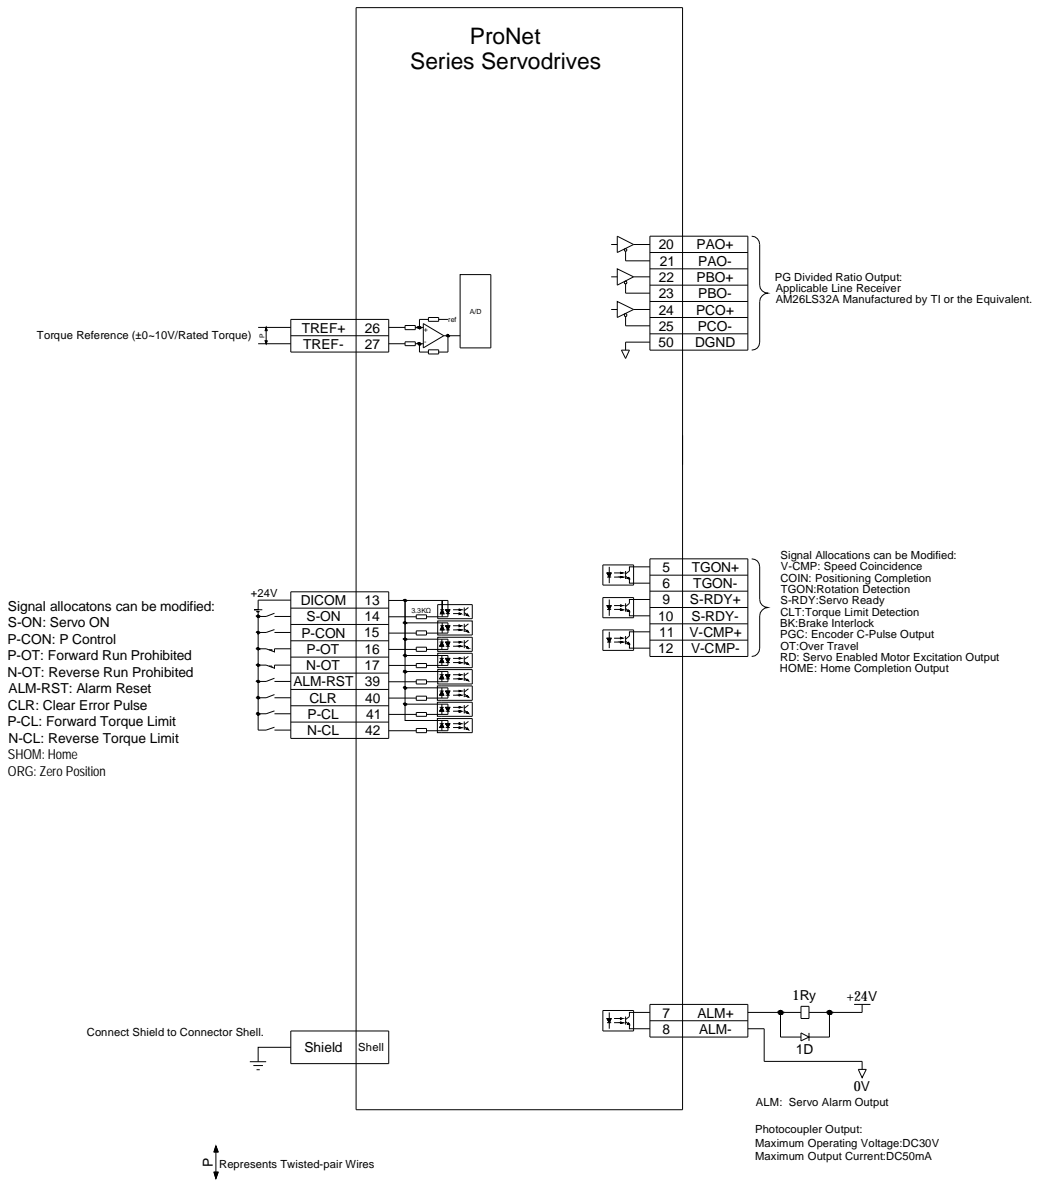 ProNet
Series Servodrives
20 PAO+
21 PAO-
22 PBO+
23 PBO-
24 PCO+
25 PCO-
50 DGND
PG Divided Ratio Output:
Applicable Line Receiver
AM26LS32A Manufactured by TI or the Equivalent.
Torque Reference (±0~10V/Rated Torque)
P
TREF+ 26
TREF- 27
ref
A/D
Signal allocatons can be modified:
S-ON: Servo ON
P-CON: P Control
P-OT: Forward Run Prohibited
N-OT: Reverse Run Prohibited
ALM-RST: Alarm Reset
CLR: Clear Error Pulse
P-CL: Forward Torque Limit
N-CL: Reverse Torque Limit
SHOM: Home
ORG: Zero Position
+24V
DICOM 13
S-ON 14
P-CON 15
P-OT 16
N-OT 17
ALM-RST 39
CLR 40
P-CL 41
N-CL 42
3.3KΩ
5 TGON+
6 TGON-
9 S-RDY+
10 S-RDY-
11 V-CMP+
12 V-CMP-
Signal Allocations can be Modified:
V-CMP: Speed Coincidence
COIN: Positioning Completion
TGON:Rotation Detection
S-RDY:Servo Ready
CLT:Torque Limit Detection
BK:Brake Interlock
PGC: Encoder C-Pulse Output
OT:Over Travel
RD: Servo Enabled Motor Excitation Output
HOME: Home Completion Output
Connect Shield to Connector Shell.
Shield Shell
7 ALM+
8 ALM-
1Ry
+24V
1D
0V
ALM: Servo Alarm Output
Photocoupler Output:
Maximum Operating Voltage:DC30V
Maximum Output Current:DC50mA
P Represents Twisted-pair Wires